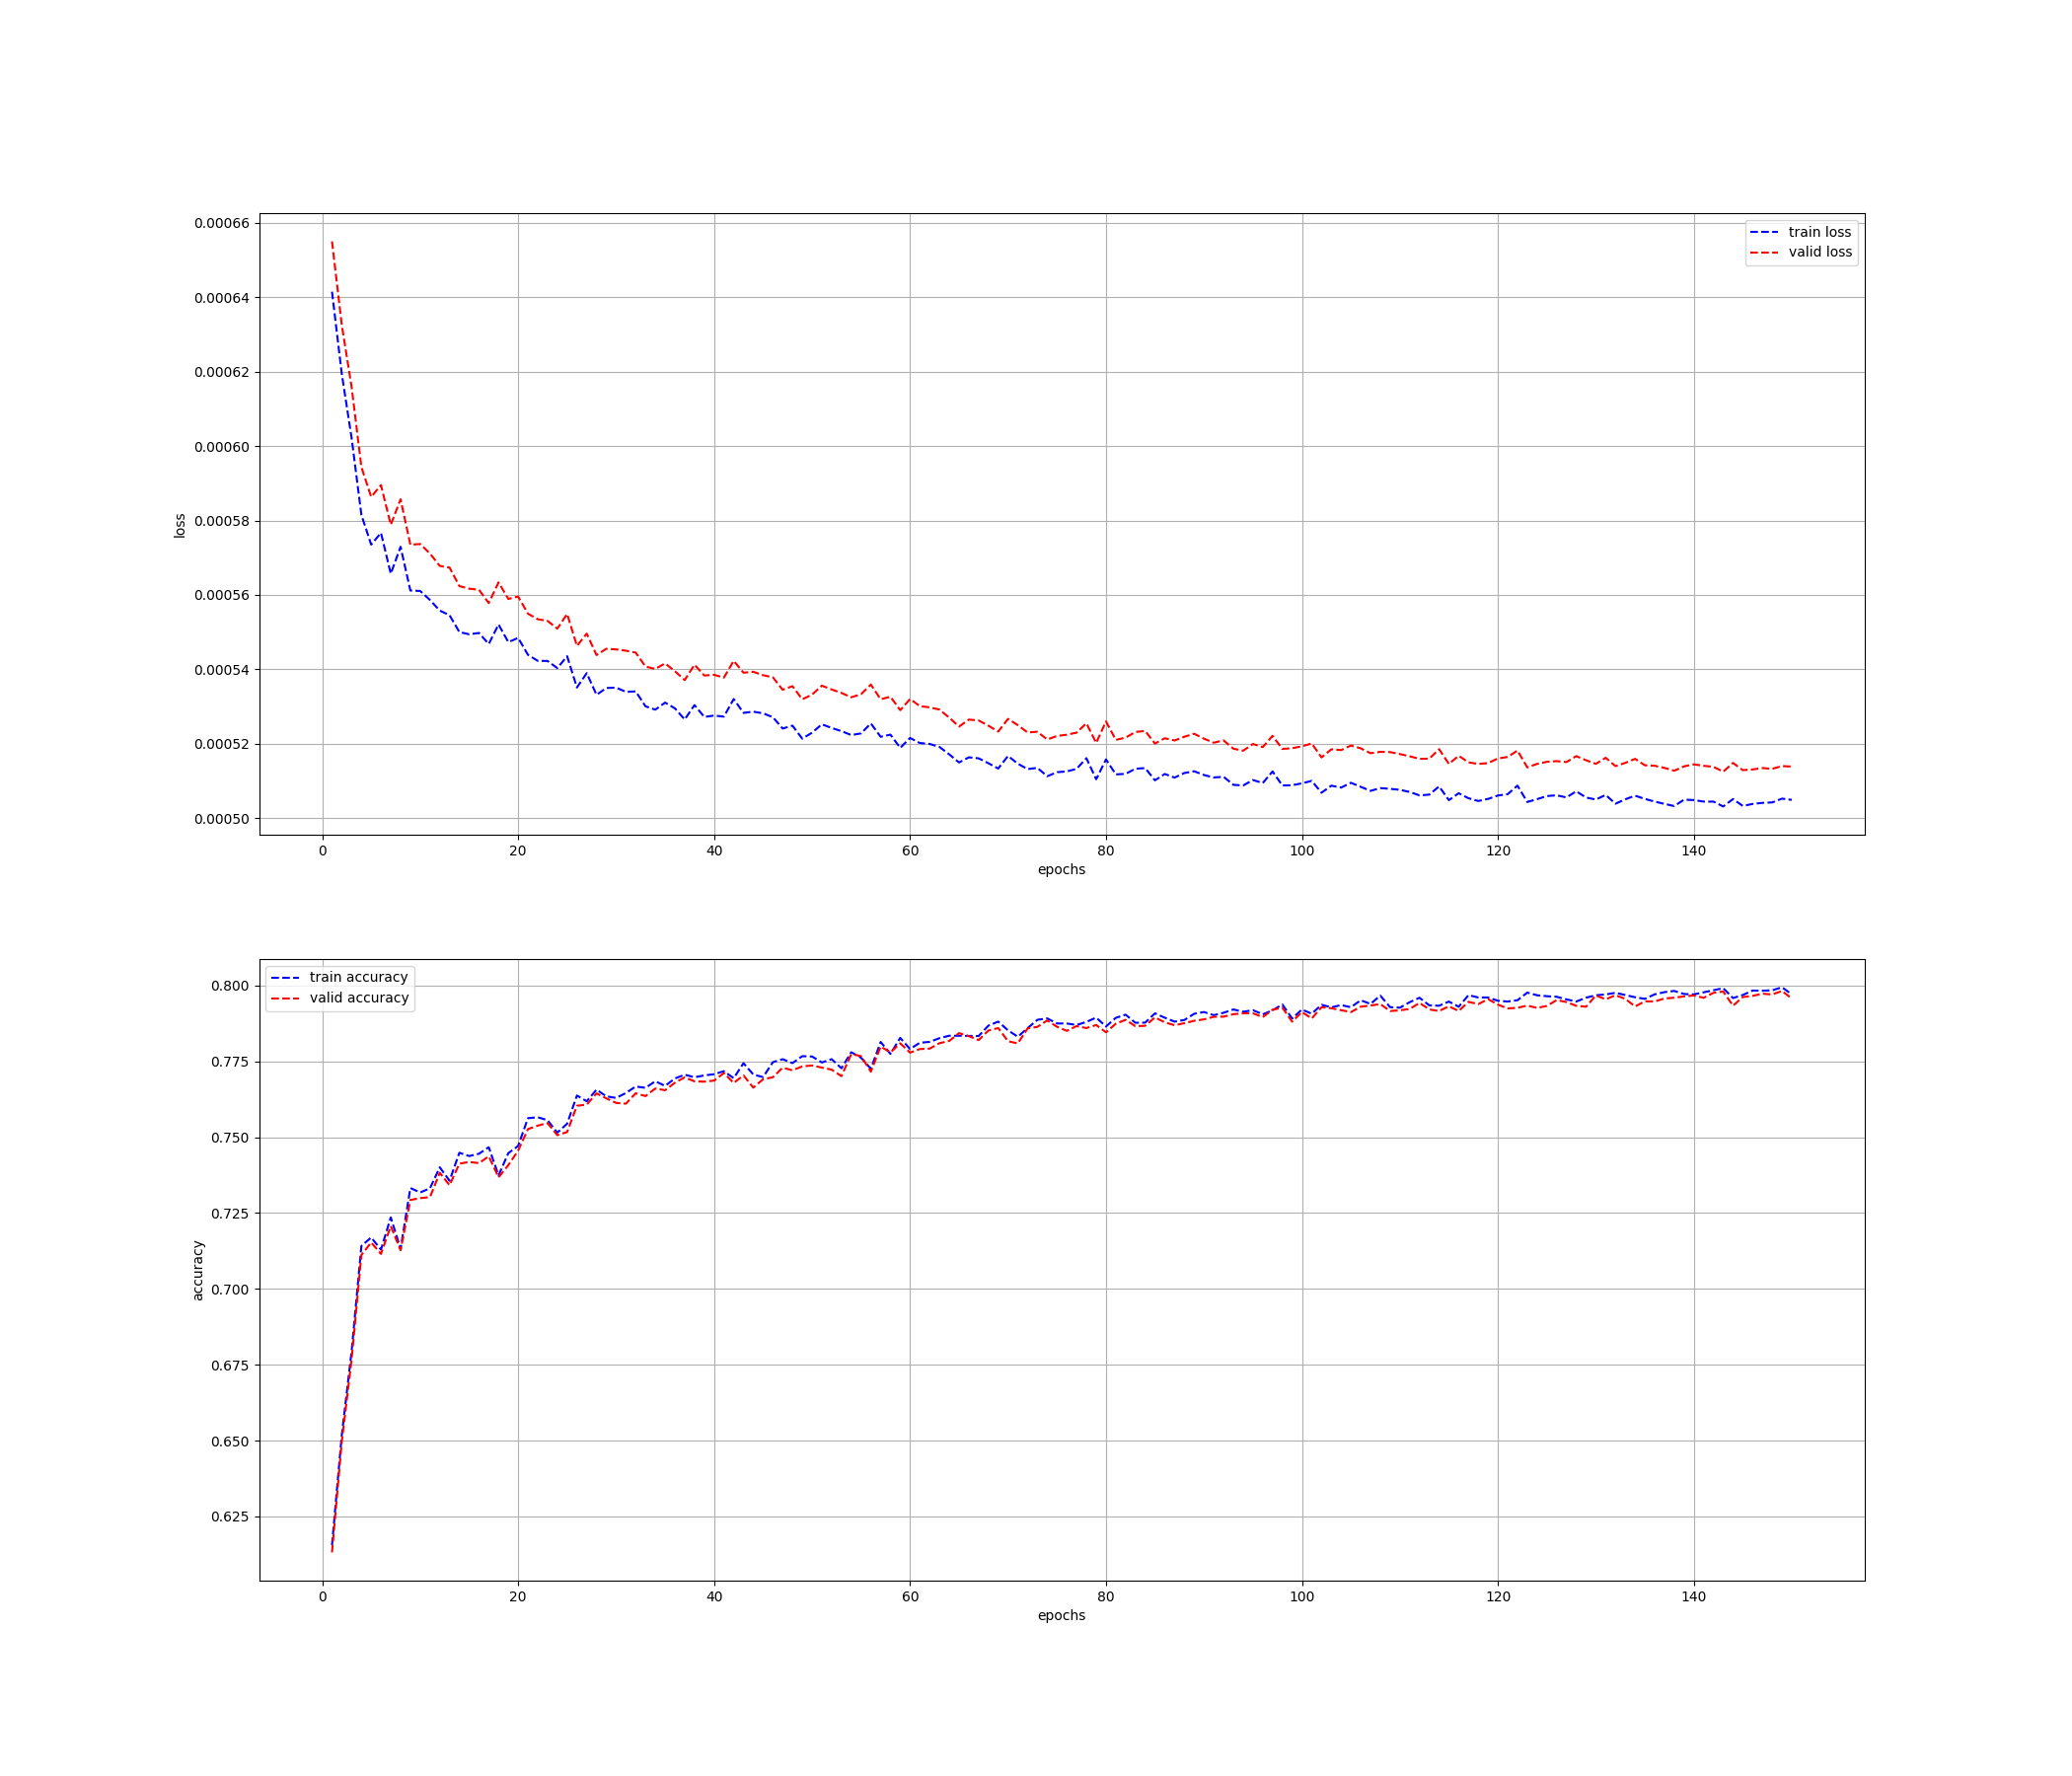 0.00066
0.00064
0.00062
0.00060
0.00058
0.00056
0.00054
0.00052
0.00050
loss
train loss
valid loss
0 20 40 60 80 100 120 140
epochs
0.800
0.775
0.750
0.725
0.700
0.675
0.650
0.625
accuracy
train accuracy
valid accuracy
0 20 40 60 80 100 120 140
epochs